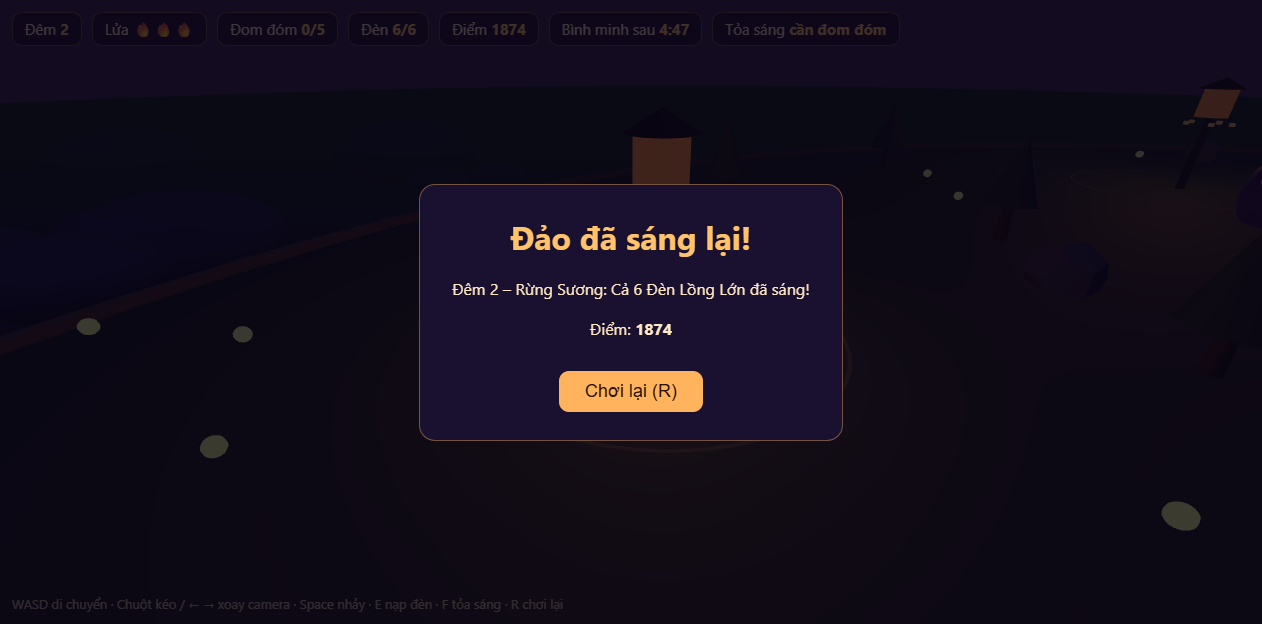 Đêm 2 Lửa Đom đóm 0/5 Đèn 6/6 Điểm 1874 Bình minh sau 4:47 Tỏa sáng cần đom đóm
Đảo đã sáng lại!
Đêm 2 – Rừng Sương: Cả 6 Đèn Lồng Lớn đã sáng!
Điểm: 1874
Chơi lại (R)
WASD di chuyển · Chuột kéo / ← → xoay camera · Space nhảy · E nạp đèn · F tỏa sáng · R chơi lại